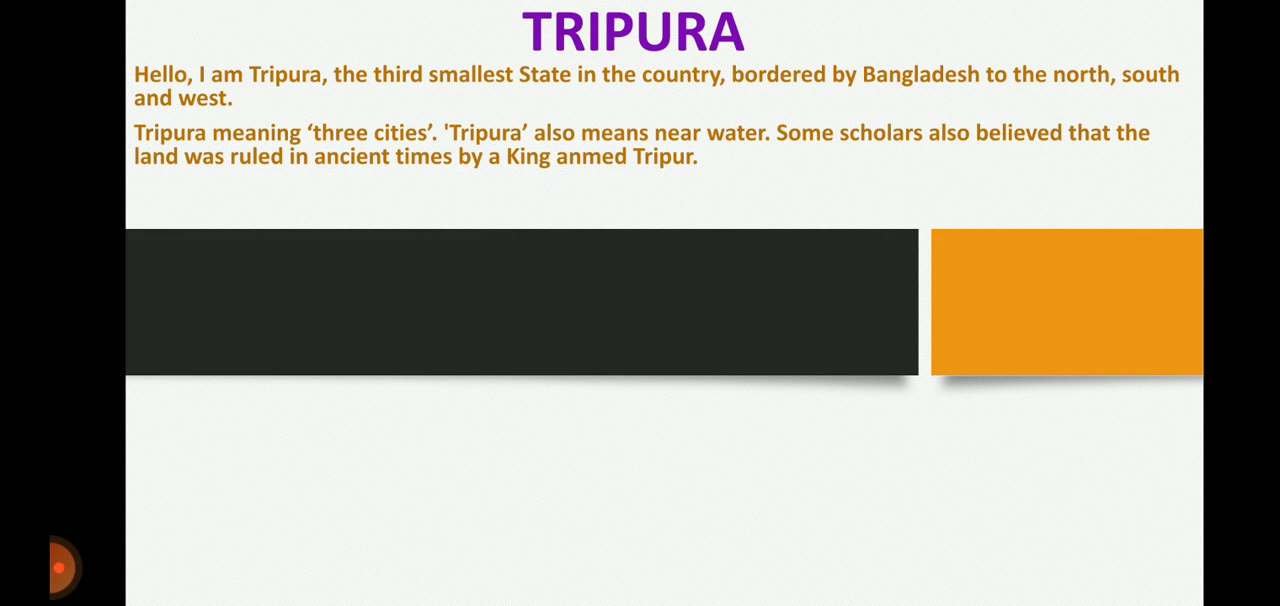 TRIPURA
Hello, I am Tripura, the third smallest State in the country, bordered by Bangladesh to the north, south
and west.
Tripura meaning ‘three cities’. 'Tripura’ also means near water. Some scholars also believed that the
land was ruled in ancient times by a King anmed Tripur.